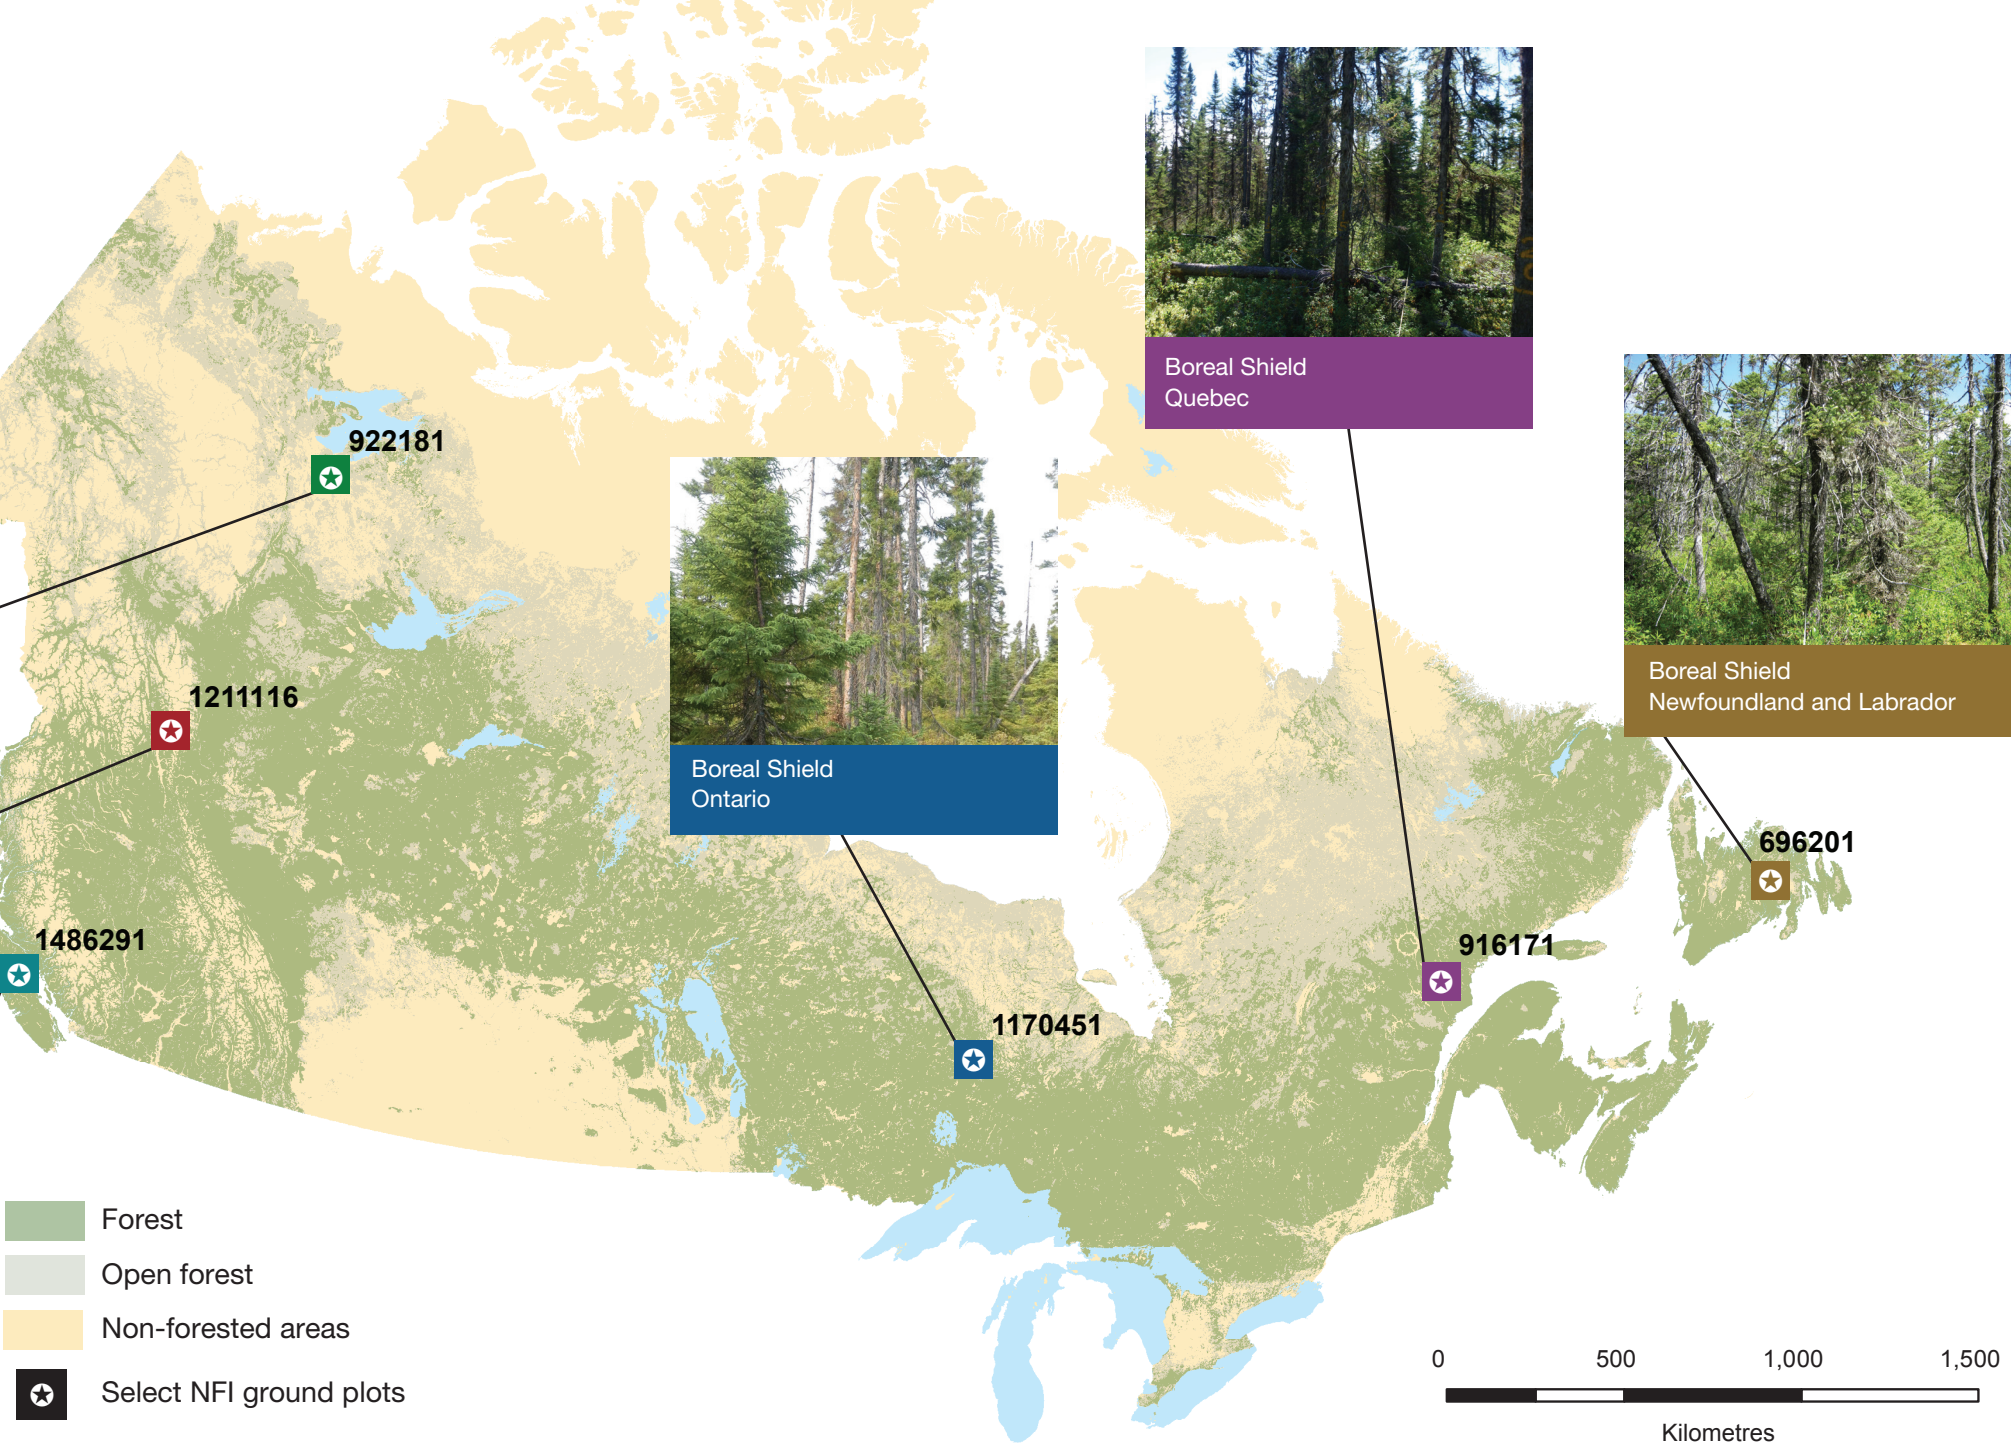 Boreal Shield
Quebec
922181
Boreal Shield
Newfoundland and Labrador
1211116
Boreal Shield
Ontario
696201
1486291
916171
1170451
Forest
Open forest
Non-forested areas
Select NFI ground plots
0 500 1,000 1,500
Kilometres